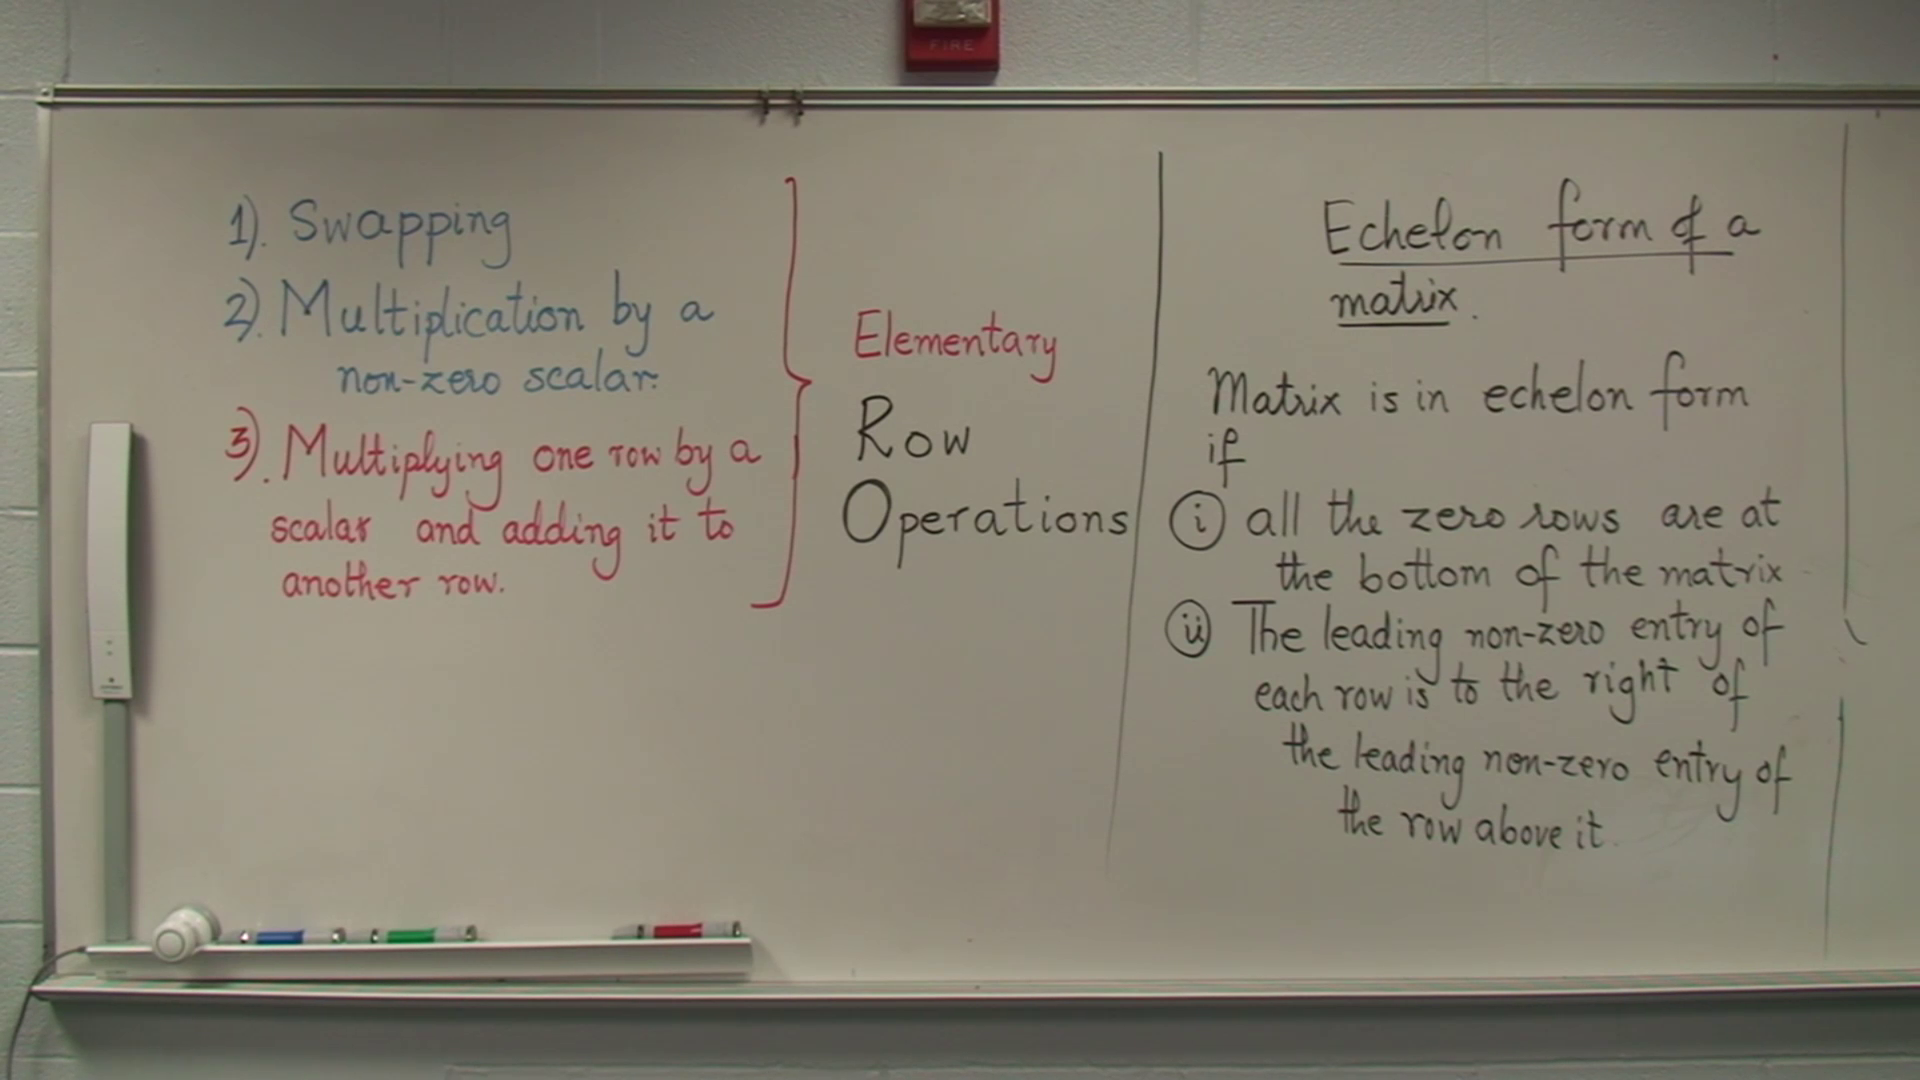 FIRE
1). Swapping
2). Multiplication by a
non-zero scalar.
3). Multiplying one row by a
scalar and adding it to
another row.
Elementary
Row
Operations
Echelon form of a
matrix.
Matrix is in echelon form
if
(i) all the zero rows are at
the bottom of the matrix
(ii) The leading non-zero entry of
each row is to the right of
the leading non-zero entry of
the row above it.